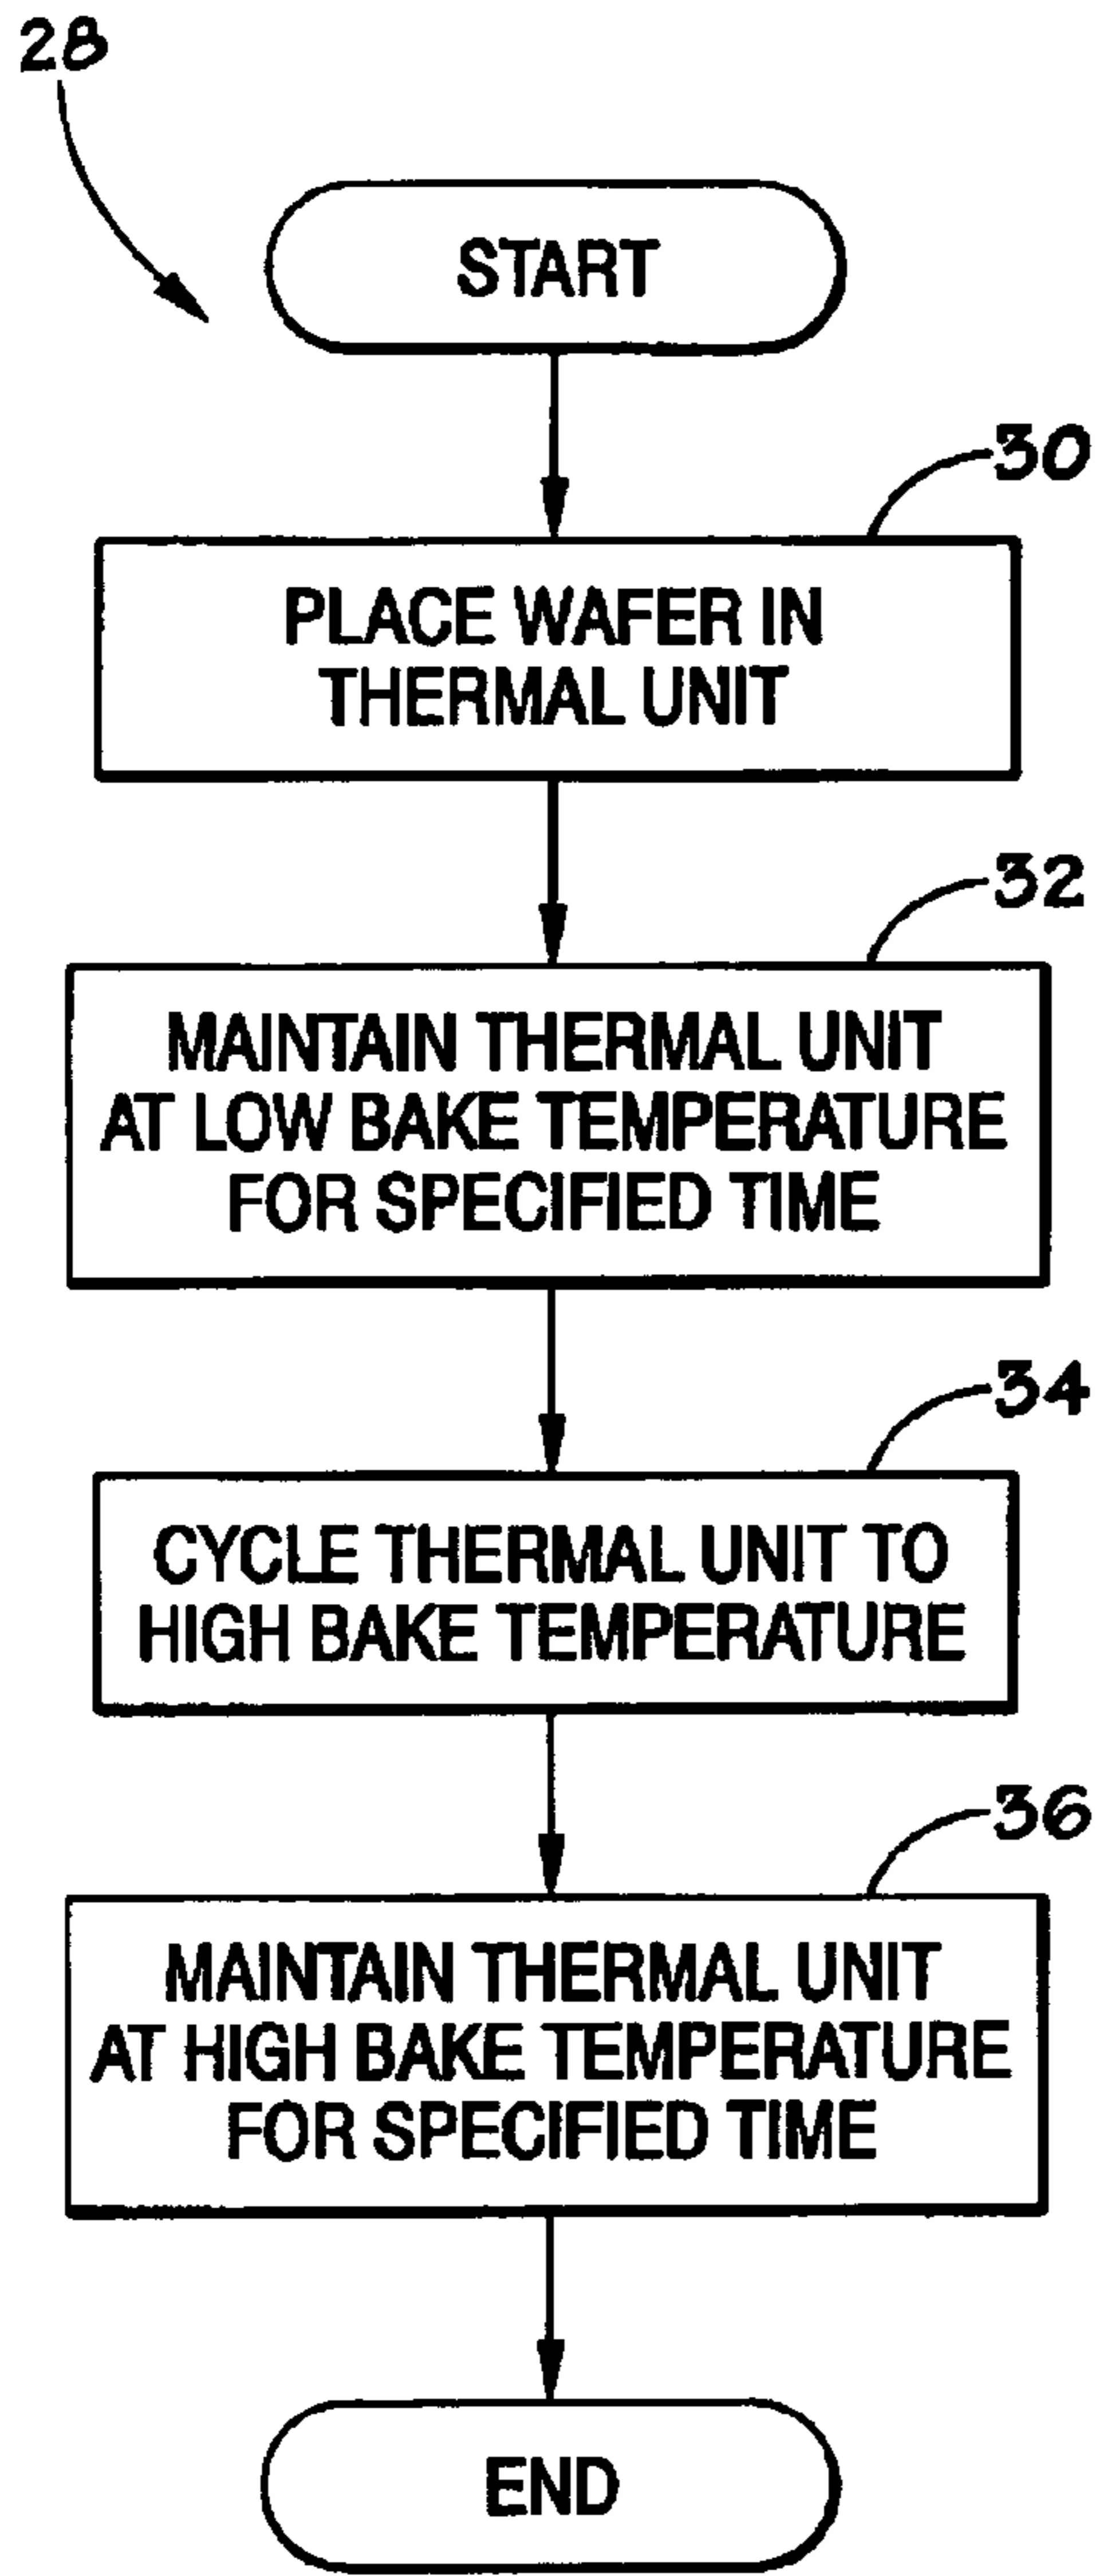 28
START
30
PLACE WAFER IN
THERMAL UNIT
32
MAINTAIN THERMAL UNIT
AT LOW BAKE TEMPERATURE
FOR SPECIFIED TIME
34
CYCLE THERMAL UNIT TO
HIGH BAKE TEMPERATURE
36
MAINTAIN THERMAL UNIT
AT HIGH BAKE TEMPERATURE
FOR SPECIFIED TIME
END